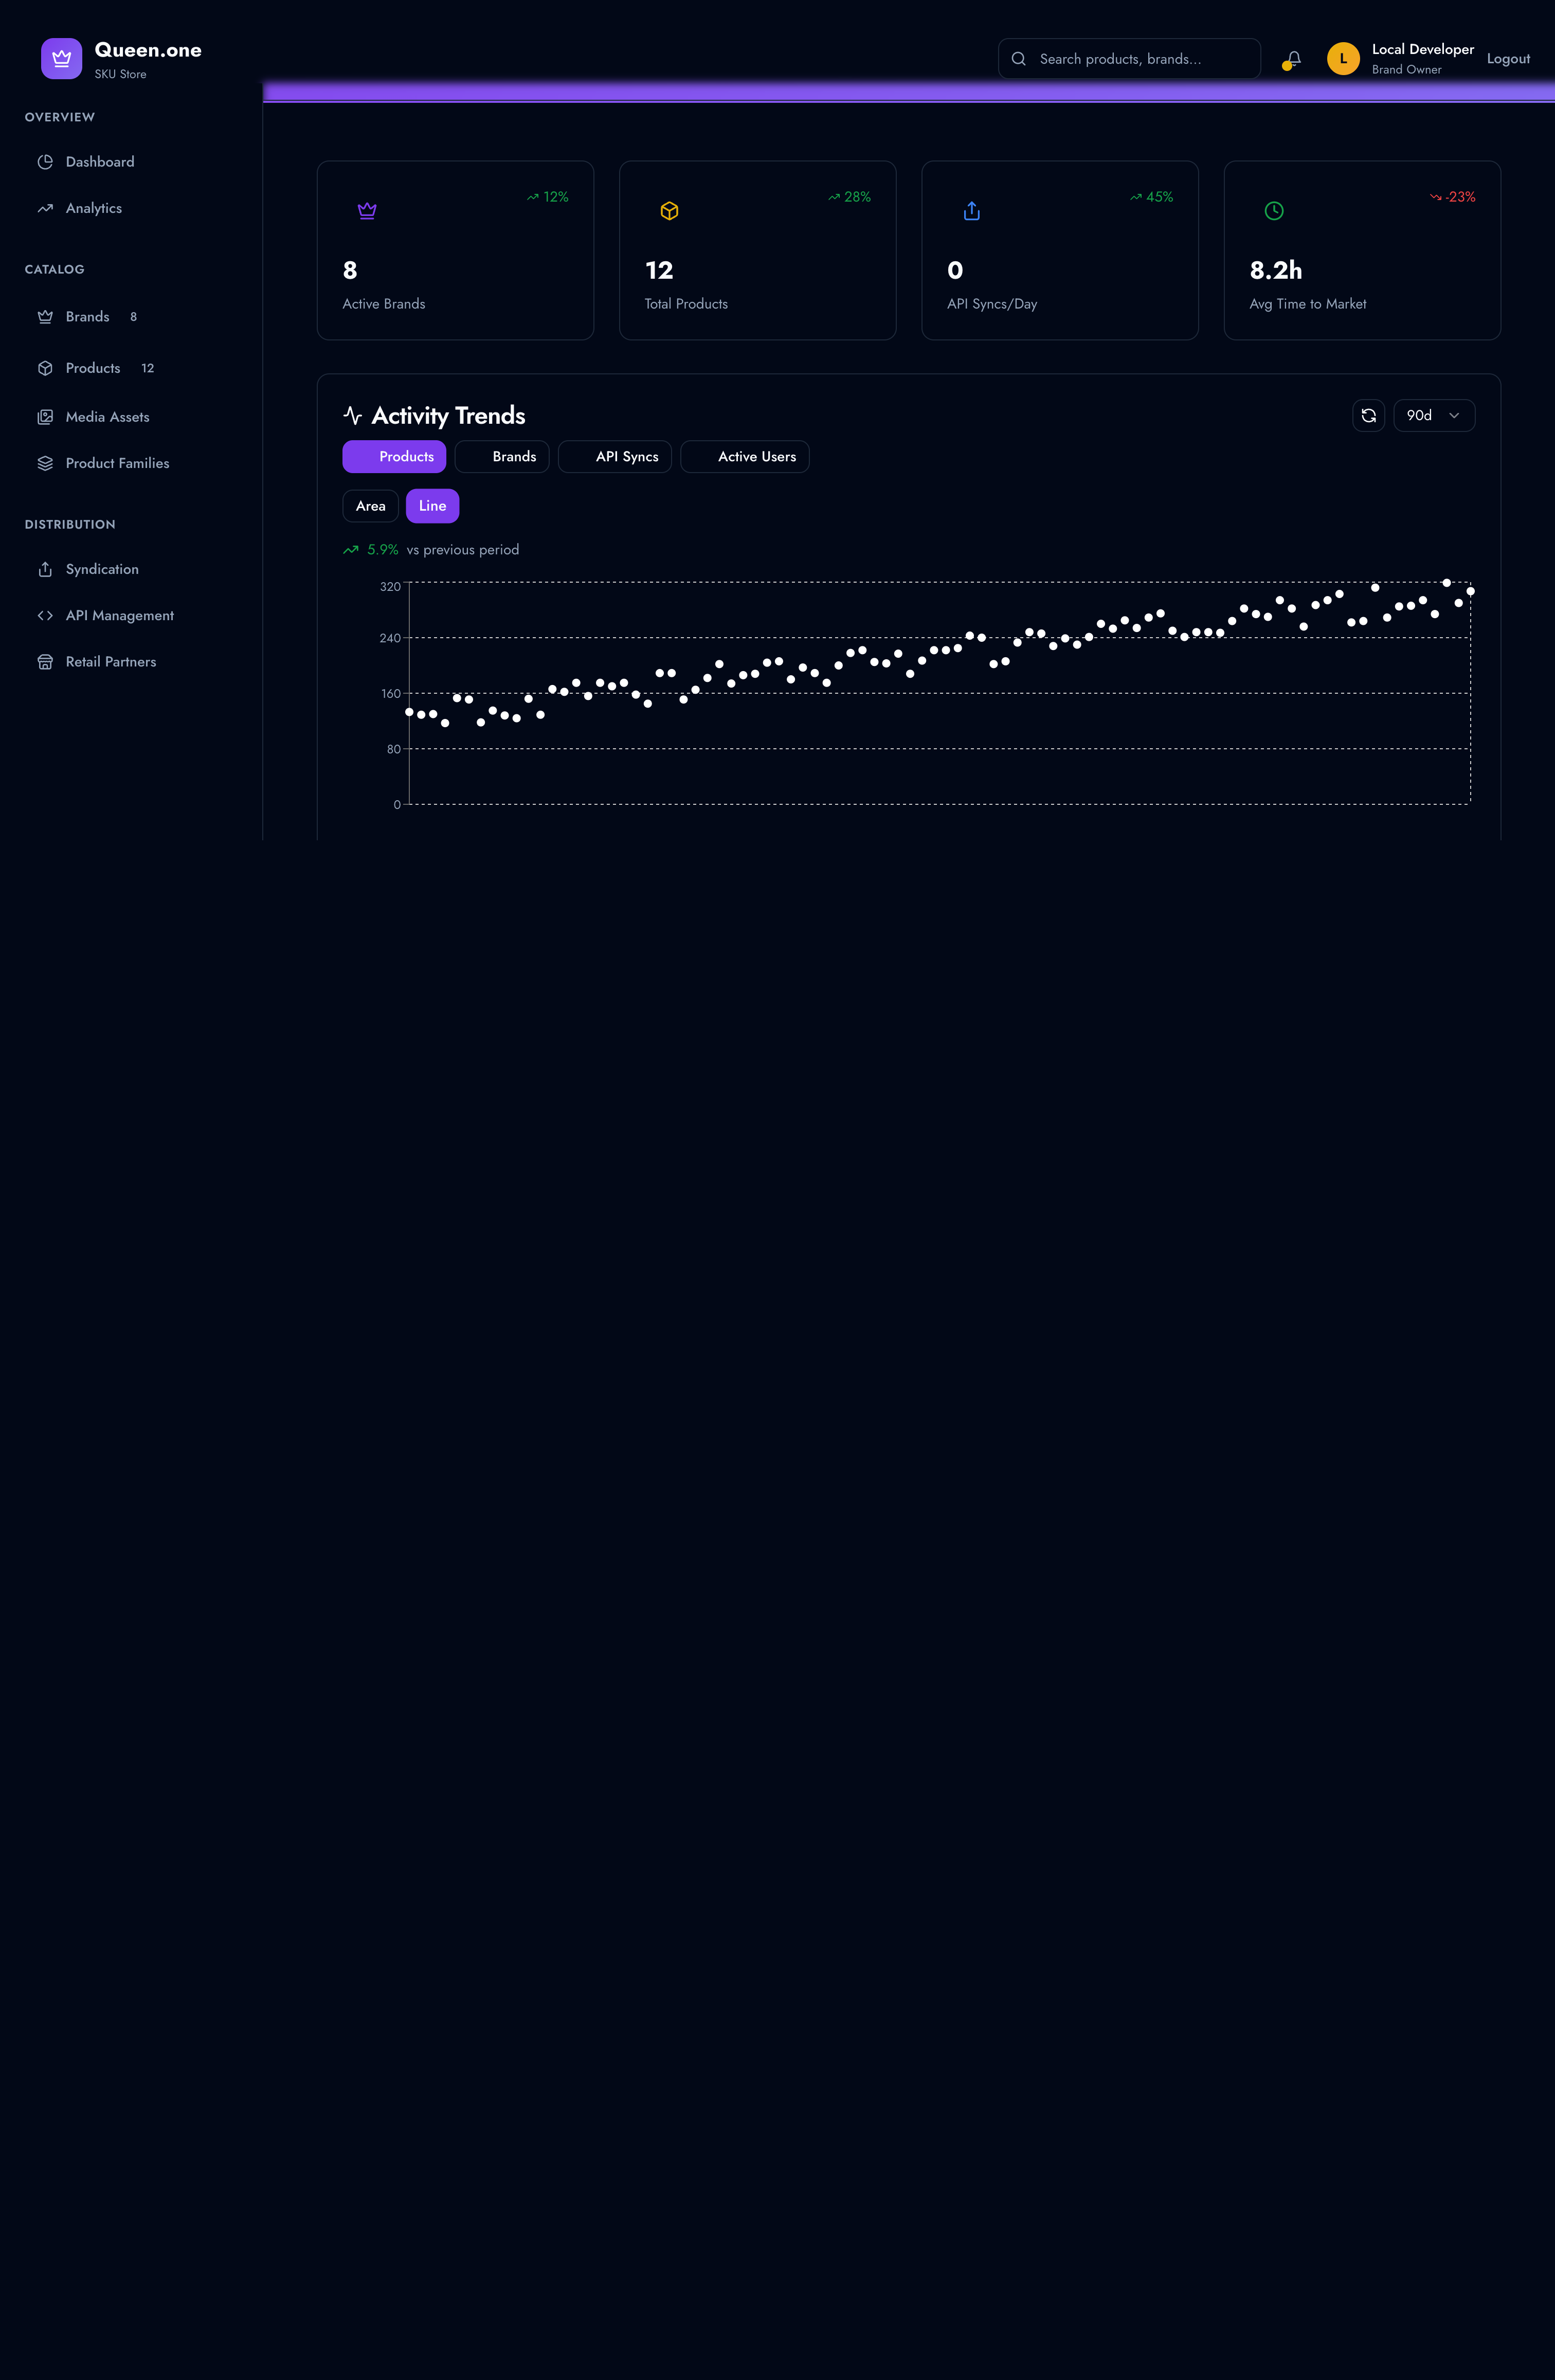 Queen.one
SKU Store
Search products, brands...
L
Local Developer
Brand Owner
Logout
OVERVIEW
Dashboard
Analytics
CATALOG
Brands 8
Products 12
Media Assets
Product Families
DISTRIBUTION
Syndication
API Management
Retail Partners
12%
8
Active Brands
28%
12
Total Products
45%
0
API Syncs/Day
-23%
8.2h
Avg Time to Market
Activity Trends
90d
Products Brands API Syncs Active Users
Area Line
5.9% vs previous period
320
240
160
80
0